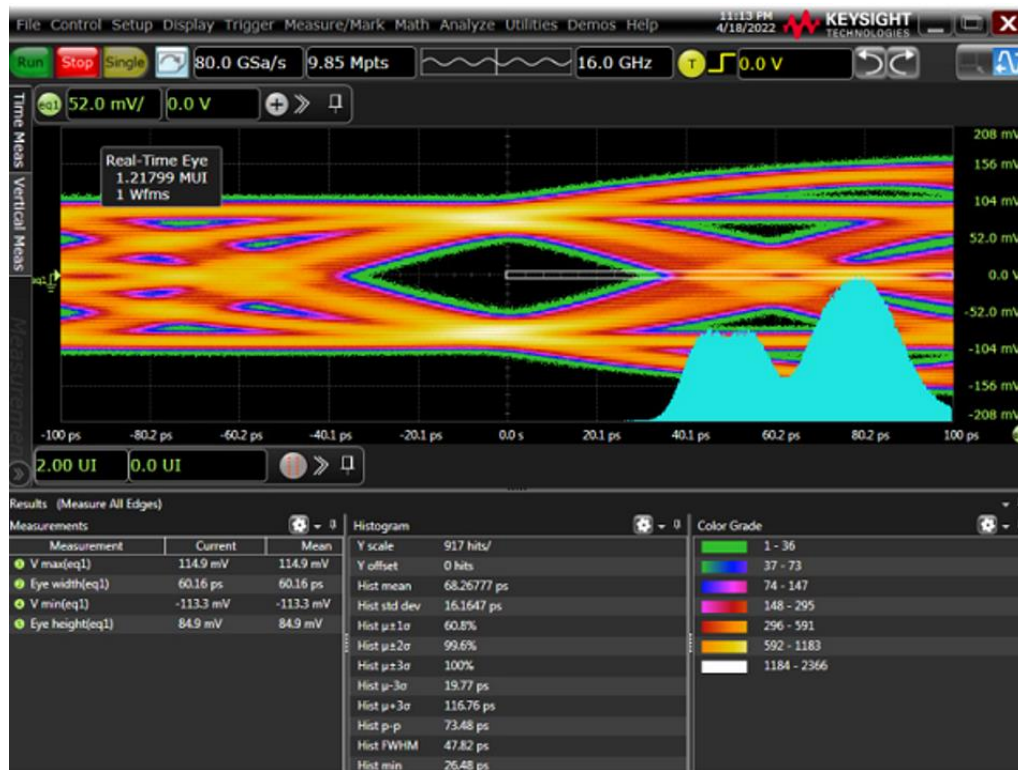 File Control Setup Display Trigger Measure/Mark Math Analyze Utilities Demos Help
11:13 PM
4/18/2022
KEYSIGHT
TECHNOLOGIES
Run Stop Single 80.0 GSa/s 9.85 Mpts 16.0 GHz T 0.0 V
Time Meas
Vertical Meas
Measurements
eq1 52.0 mV/ 0.0 V
Real-Time Eye
1.21799 MUI
1 Wfms
208 mV
156 mV
104 mV
52.0 mV
0.0 V
-52.0 mV
-104 mV
-156 mV
-208 mV
eq1
-100 ps -80.2 ps -60.2 ps -40.1 ps -20.1 ps 0.0 s 20.1 ps 40.1 ps 60.2 ps 80.2 ps 100 ps
2.00 UI 0.0 UI
Results (Measure All Edges)
Measurements
Measurement Current Mean
V max(eq1) 114.9 mV 114.9 mV
Eye width(eq1) 60.16 ps 60.16 ps
V min(eq1) -113.3 mV -113.3 mV
Eye height(eq1) 84.9 mV 84.9 mV
Histogram
Y scale 917 hits/
Y offset 0 hits
Hist mean 68.26777 ps
Hist std dev 16.1647 ps
Hist μ±1σ 60.8%
Hist μ±2σ 99.6%
Hist μ±3σ 100%
Hist μ-3σ 19.77 ps
Hist μ+3σ 116.76 ps
Hist p-p 73.48 ps
Hist FWHM 47.82 ps
Hist min 26.48 ps
Color Grade
1 - 36
37 - 73
74 - 147
148 - 295
296 - 591
592 - 1183
1184 - 2366